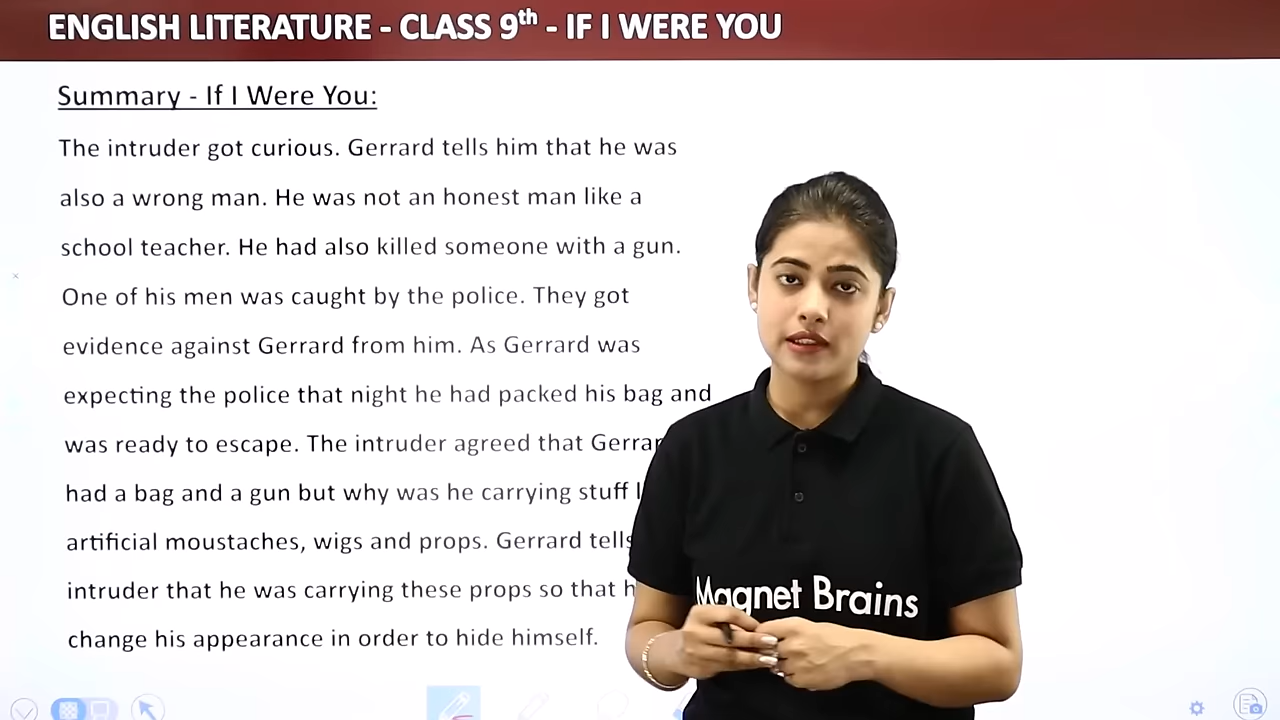 ENGLISH LITERATURE - CLASS 9th - IF I WERE YOU
Summary - If I Were You:
The intruder got curious. Gerrard tells him that he was
also a wrong man. He was not an honest man like a
school teacher. He had also killed someone with a gun.
One of his men was caught by the police. They got
evidence against Gerrard from him. As Gerrard was
expecting the police that night he had packed his bag and
was ready to escape. The intruder agreed that
had a bag and a gun but why was he carrying stuff
artificial moustaches, wigs and props. Gerrard tells
intruder that he was carrying these props so that
change his appearance in order to hide himself.
Magnet Brains